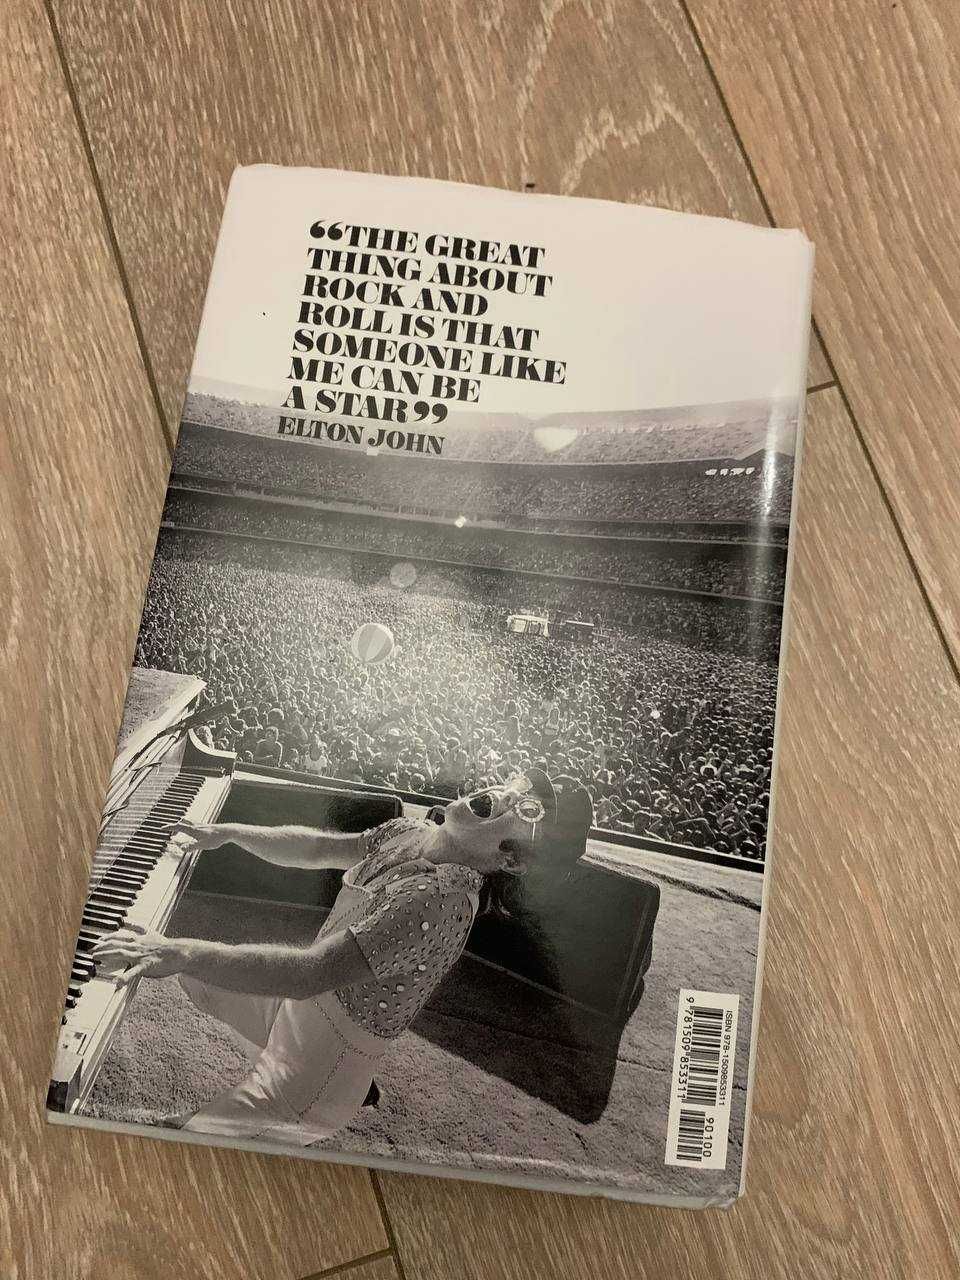 “THE GREAT
THING ABOUT
ROCK AND
ROLL IS THAT
SOMEONE LIKE
ME CAN BE
A STAR”
ELTON JOHN
ISBN 978-1509853311
9 781509 853311
90100